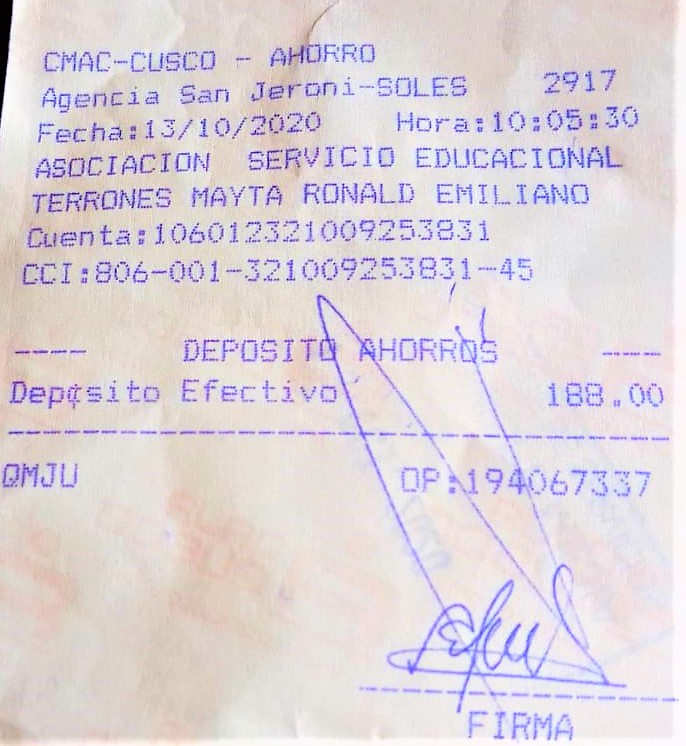 CMAC-CUSCO - AHORRO
Agencia San Jeroni-SOLES 2917
Fecha:13/10/2020 Hora:10:05:30
ASOCIACION SERVICIO EDUCACIONAL
TERRONES MAYTA RONALD EMILIANO
Cuenta:106012321009253831
CCI:806-001-321009253831-45
---- DEPOSITO AHORROS ----
Depósito Efectivo 188.00
QMJU OP:194067337
FIRMA